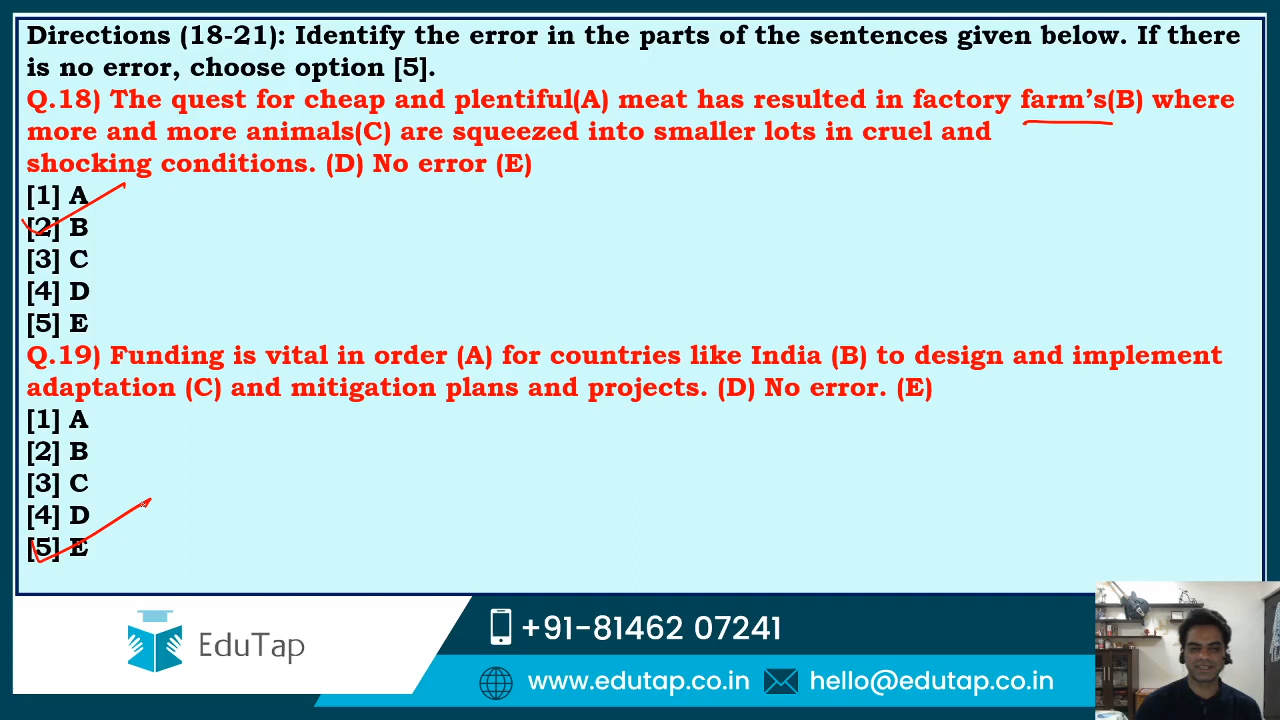 Directions (18-21): Identify the error in the parts of the sentences given below. If there
is no error, choose option [5].
Q.18) The quest for cheap and plentiful(A) meat has resulted in factory farm's(B) where
more and more animals(C) are squeezed into smaller lots in cruel and
shocking conditions. (D) No error (E)
[1] A
[2] B
[3] C
[4] D
[5] E
Q.19) Funding is vital in order (A) for countries like India (B) to design and implement
adaptation (C) and mitigation plans and projects. (D) No error. (E)
[1] A
[2] B
[3] C
[4] D
[5] E
EduTap
+91-81462 07241
www.edutap.co.in
hello@edutap.co.in